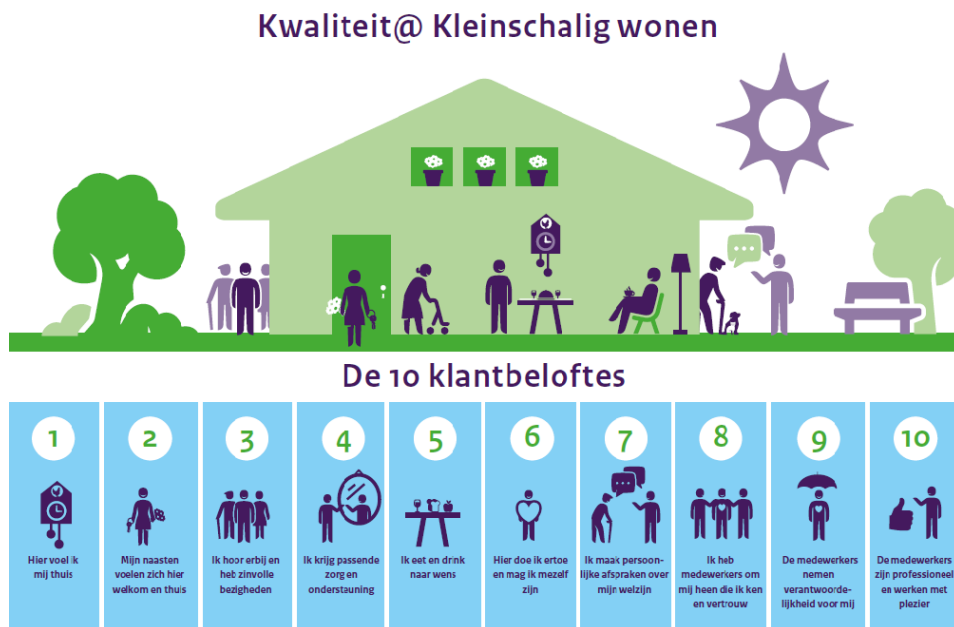 Kwaliteit@ Kleinschalig wonen
De 10 klantbeloftes
1
Hier voel ik
mij thuis
2
Mijn naasten
voelen zich hier
welkom en thuis
3
Ik hoor erbij en
heb zinvolle
bezigheden
4
Ik krijg passende
zorg en
ondersteuning
5
Ik eet en drink
naar wens
6
Hier doe ik ertoe
en mag ik mezelf
zijn
7
Ik maak persoon-
lijke afspraken over
mijn welzijn
8
Ik heb
medewerkers om
mij heen die ik ken
en vertrouw
9
De medewerkers
nemen
verantwoorde-
lijkheid voor mij
10
De medewerkers
zijn professioneel
en werken met
plezier